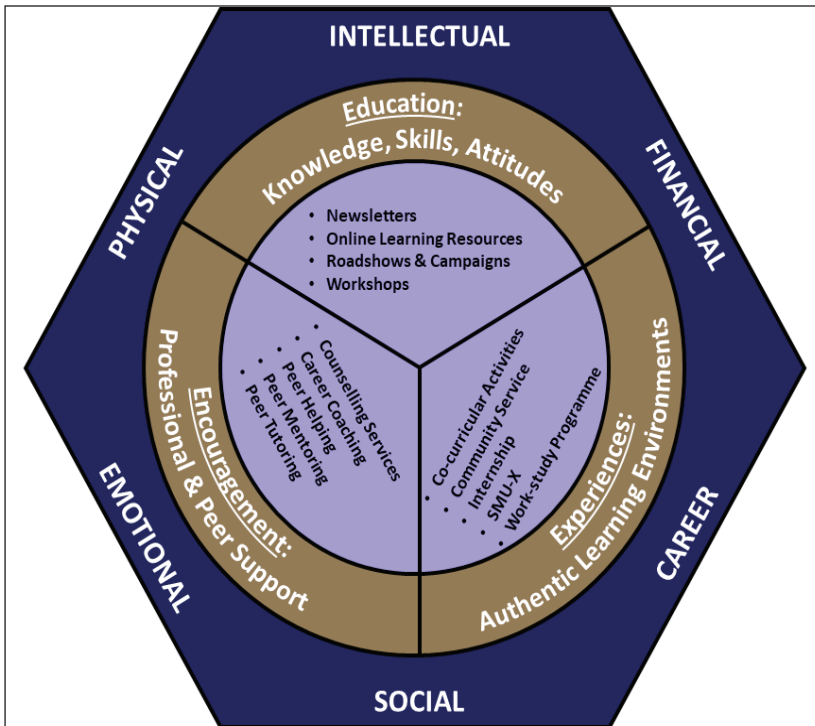 INTELLECTUAL
PHYSICAL
FINANCIAL
Education:
Knowledge, Skills, Attitudes
• Newsletters
• Online Learning Resources
• Roadshows & Campaigns
• Workshops
• Counselling Services
• Career Coaching
• Peer Helping
• Peer Mentoring
• Peer Tutoring
Encouragement:
Professional & Peer Support
• Co-curricular Activities
• Community Service
• Internship
• SMU-X
• Work-study Programme
Experiences:
Authentic Learning Environments
EMOTIONAL
CAREER
SOCIAL